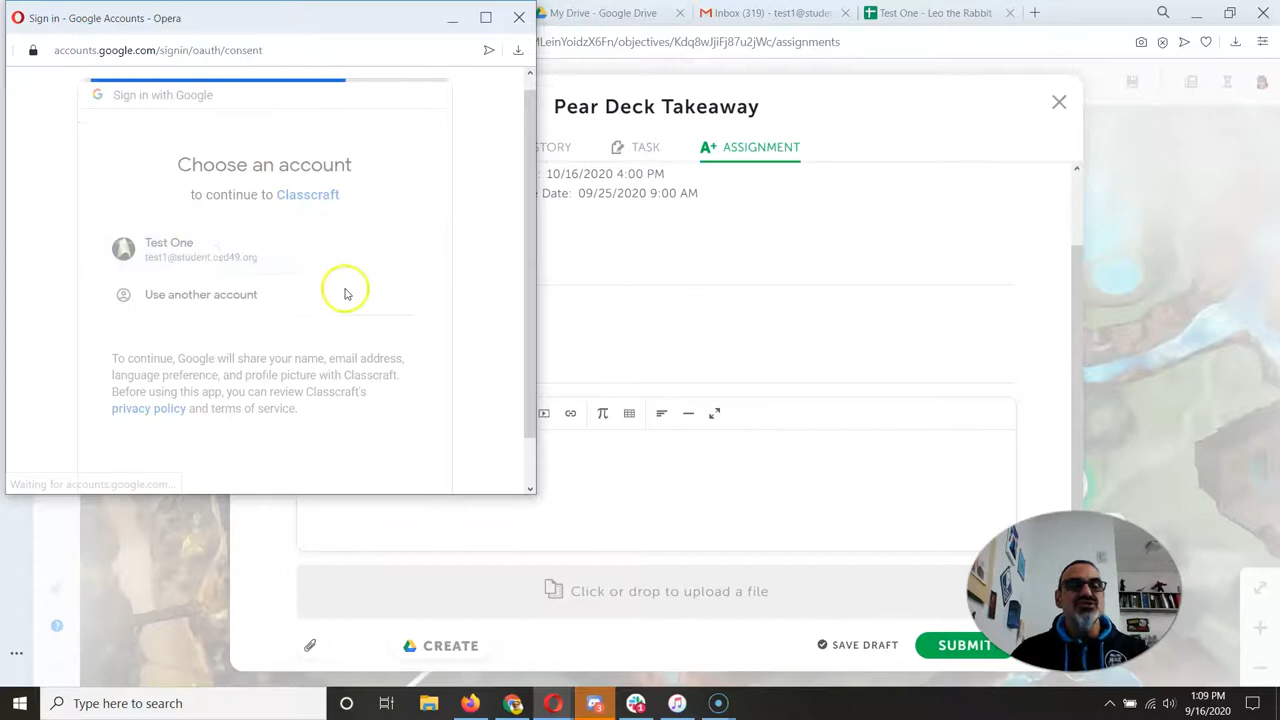 Sign in - Google Accounts - Opera
My Drive - Google Drive
Inbox (319) - test1@stude
Test One - Leo the Rabbit
accounts.google.com/signin/oauth/consent
MLeinYoidzX6Fn/objectives/Kdq8wJjiFj87u2jWc/assignments
Sign in with Google
Choose an account
to continue to Classcraft
Test One
test1@student.ccd49.org
Use another account
To continue, Google will share your name, email address,
language preference, and profile picture with Classcraft.
Before using this app, you can review Classcraft's
privacy policy and terms of service.
Waiting for accounts.google.com...
Pear Deck Takeaway
STORY
TASK
A+ ASSIGNMENT
: 10/16/2020 4:00 PM
e Date: 09/25/2020 9:00 AM
Click or drop to upload a file
CREATE
SAVE DRAFT
SUBMIT
Type here to search
1:09 PM
9/16/2020